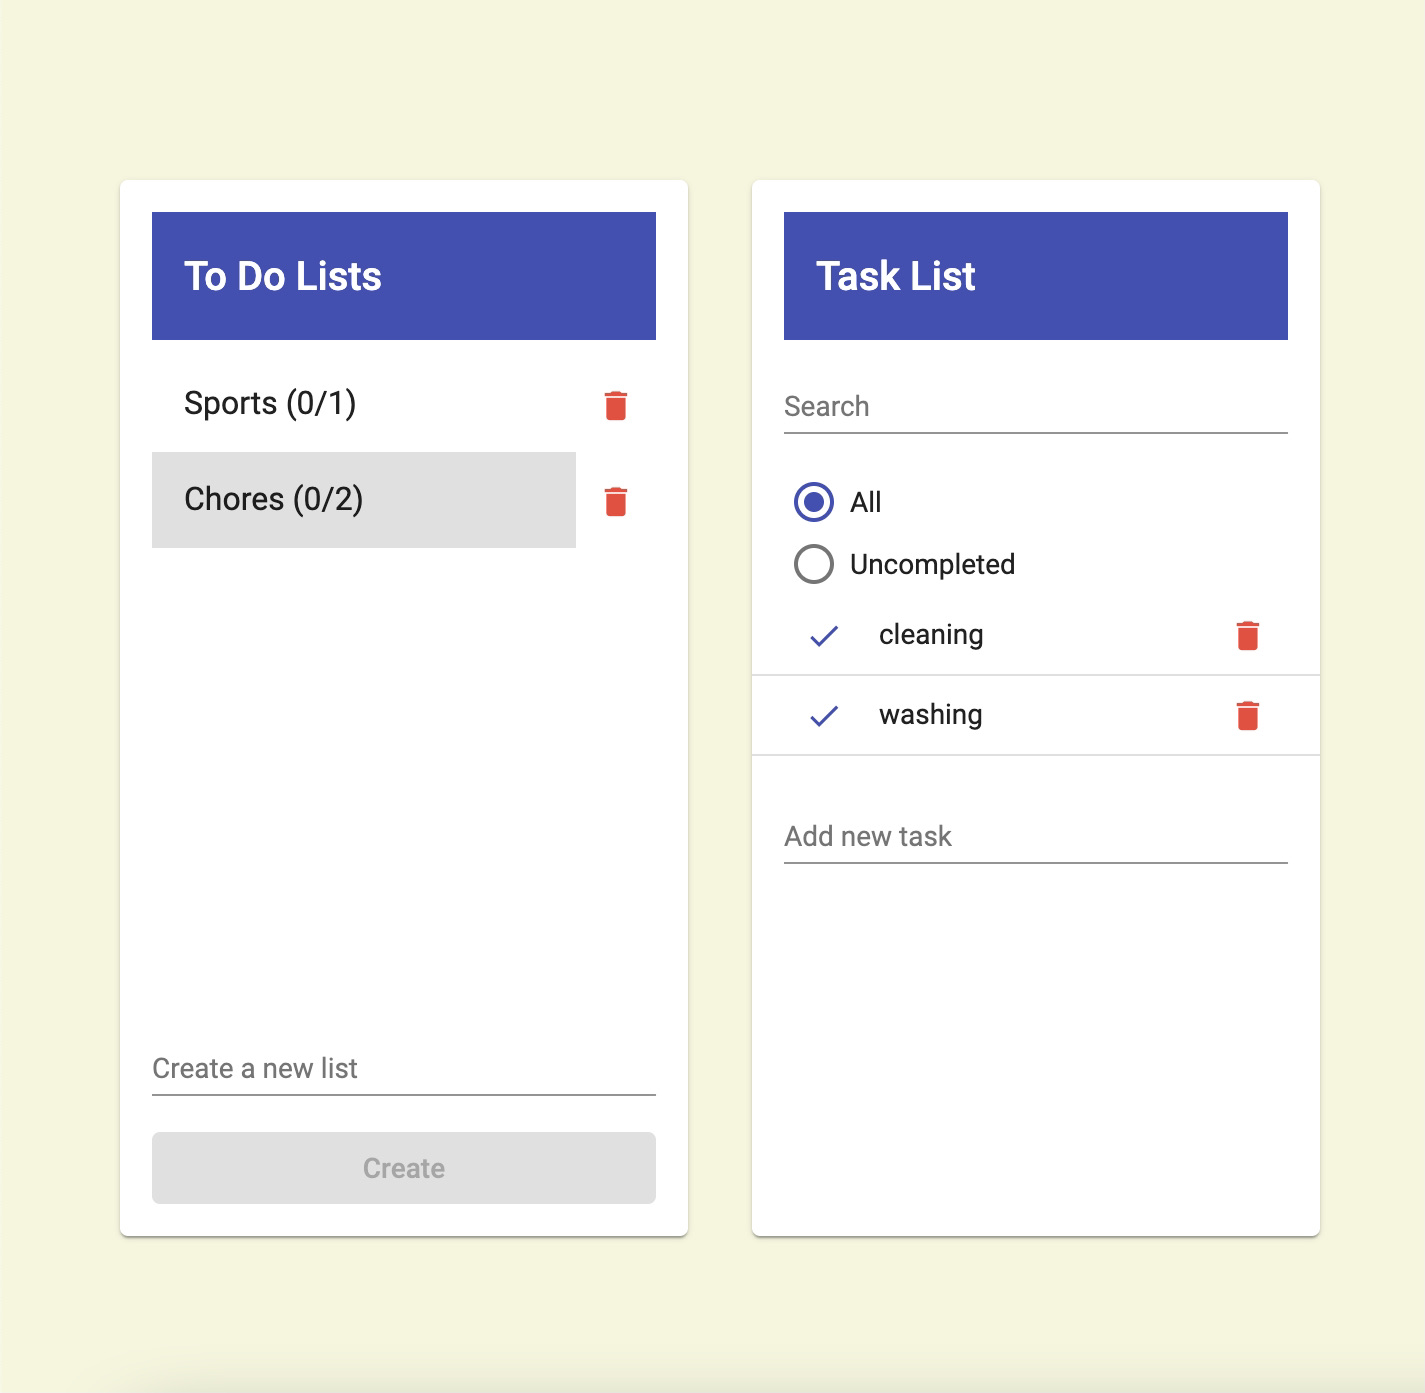 To Do Lists
Sports (0/1)
Chores (0/2)
Create a new list
Create
Task List
Search
All
Uncompleted
cleaning
washing
Add new task